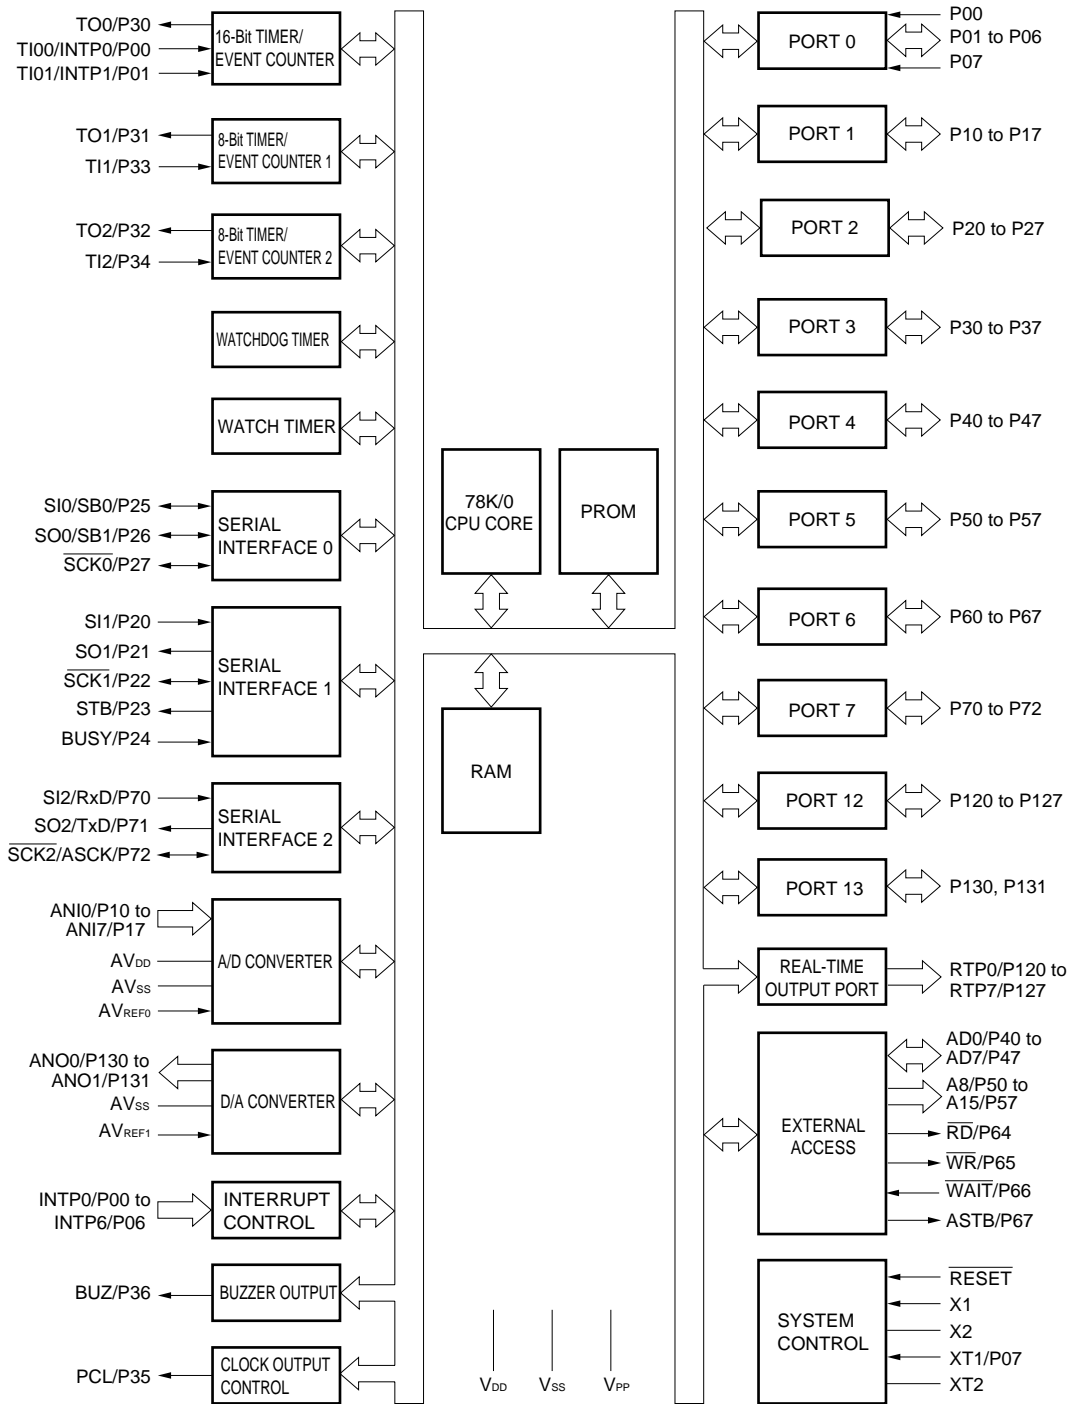 TO0/P30
TI00/INTP0/P00
TI01/INTP1/P01
16-Bit TIMER/
EVENT COUNTER
TO1/P31
TI1/P33
8-Bit TIMER/
EVENT COUNTER 1
TO2/P32
TI2/P34
8-Bit TIMER/
EVENT COUNTER 2
WATCHDOG TIMER
WATCH TIMER
SI0/SB0/P25
SO0/SB1/P26
SCK0/P27
SERIAL
INTERFACE 0
SI1/P20
SO1/P21
SCK1/P22
STB/P23
BUSY/P24
SERIAL
INTERFACE 1
SI2/RxD/P70
SO2/TxD/P71
SCK2/ASCK/P72
SERIAL
INTERFACE 2
ANI0/P10 to
ANI7/P17
AVDD
AVSS
AVREF0
A/D CONVERTER
ANO0/P130 to
ANO1/P131
AVSS
AVREF1
D/A CONVERTER
INTP0/P00 to
INTP6/P06
INTERRUPT
CONTROL
BUZ/P36
BUZZER OUTPUT
PCL/P35
CLOCK OUTPUT
CONTROL
78K/0
CPU CORE
PROM
RAM
VDD
VSS
VPP
PORT 0
P00
P01 to P06
P07
PORT 1
P10 to P17
PORT 2
P20 to P27
PORT 3
P30 to P37
PORT 4
P40 to P47
PORT 5
P50 to P57
PORT 6
P60 to P67
PORT 7
P70 to P72
PORT 12
P120 to P127
PORT 13
P130, P131
REAL-TIME
OUTPUT PORT
RTP0/P120 to
RTP7/P127
EXTERNAL
ACCESS
AD0/P40 to
AD7/P47
A8/P50 to
A15/P57
RD/P64
WR/P65
WAIT/P66
ASTB/P67
SYSTEM
CONTROL
RESET
X1
X2
XT1/P07
XT2